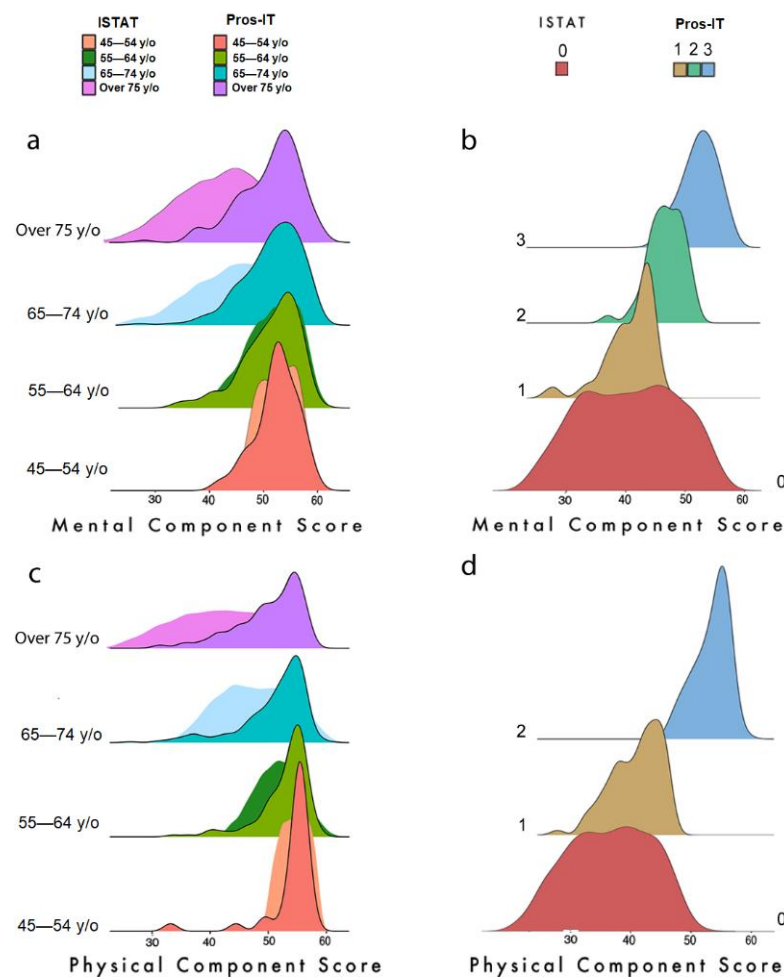 ISTAT Pros-IT
45—54 y/o 45—54 y/o
55—64 y/o 55—64 y/o
65—74 y/o 65—74 y/o
Over 75 y/o Over 75 y/o
ISTAT Pros-IT
0 1 2 3
a
Over 75 y/o
65—74 y/o
55—64 y/o
45—54 y/o
30 40 50 60
Mental Component Score
b
3
2
1
0
30 40 50 60
Mental Component Score
c
Over 75 y/o
65—74 y/o
55—64 y/o
45—54 y/o
30 40 50 60
Physical Component Score
d
2
1
0
30 40 50 60
Physical Component Score